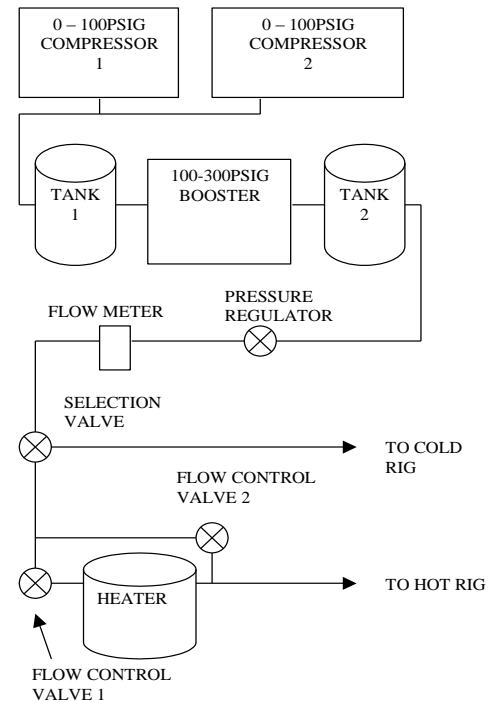 0 – 100PSIG
COMPRESSOR
1
0 – 100PSIG
COMPRESSOR
2
TANK
1
100-300PSIG
BOOSTER
TANK
2
PRESSURE
REGULATOR
FLOW METER
SELECTION
VALVE
TO COLD
RIG
FLOW CONTROL
VALVE 2
HEATER
TO HOT RIG
FLOW CONTROL
VALVE 1